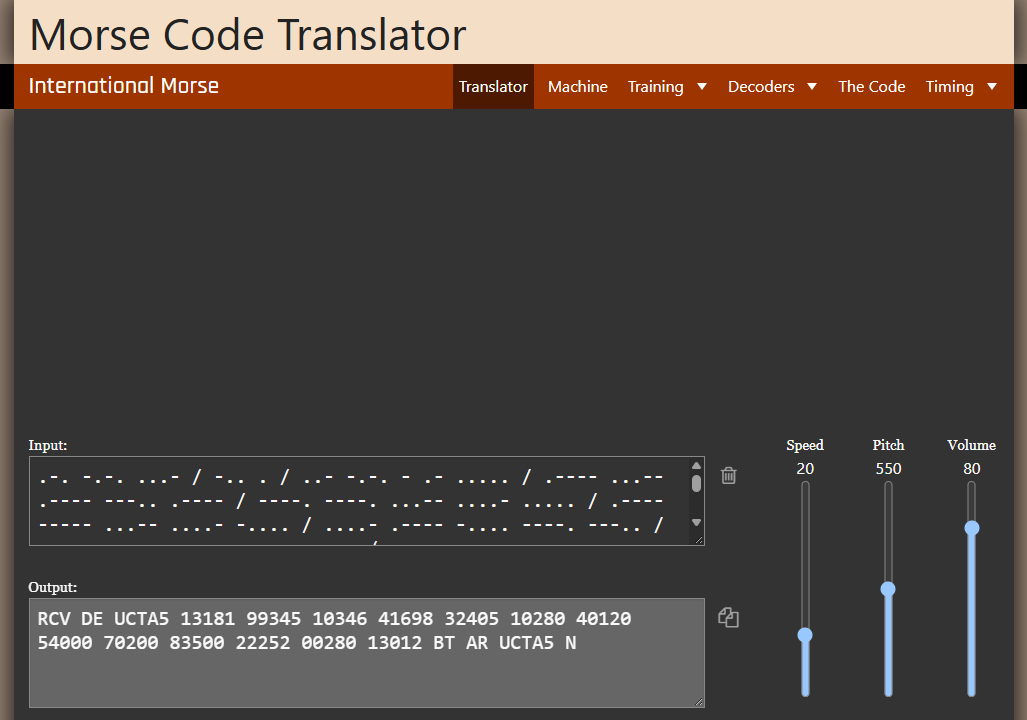 Morse Code Translator
International Morse
Translator Machine Training ▼ Decoders ▼ The Code Timing ▼
Input:
.-. -.-. ...- / -.. . / ..- -.-. - .- ..... / .---- ...--
.---- ---.. .---- / ----. ----. ...-- ....- ..... / .----
----- ...-- ....- -.... / ....- .---- -.... ----. ---.. /
Speed Pitch Volume
20 550 80
Output:
RCV DE UCTA5 13181 99345 10346 41698 32405 10280 40120
54000 70200 83500 22252 00280 13012 BT AR UCTA5 N